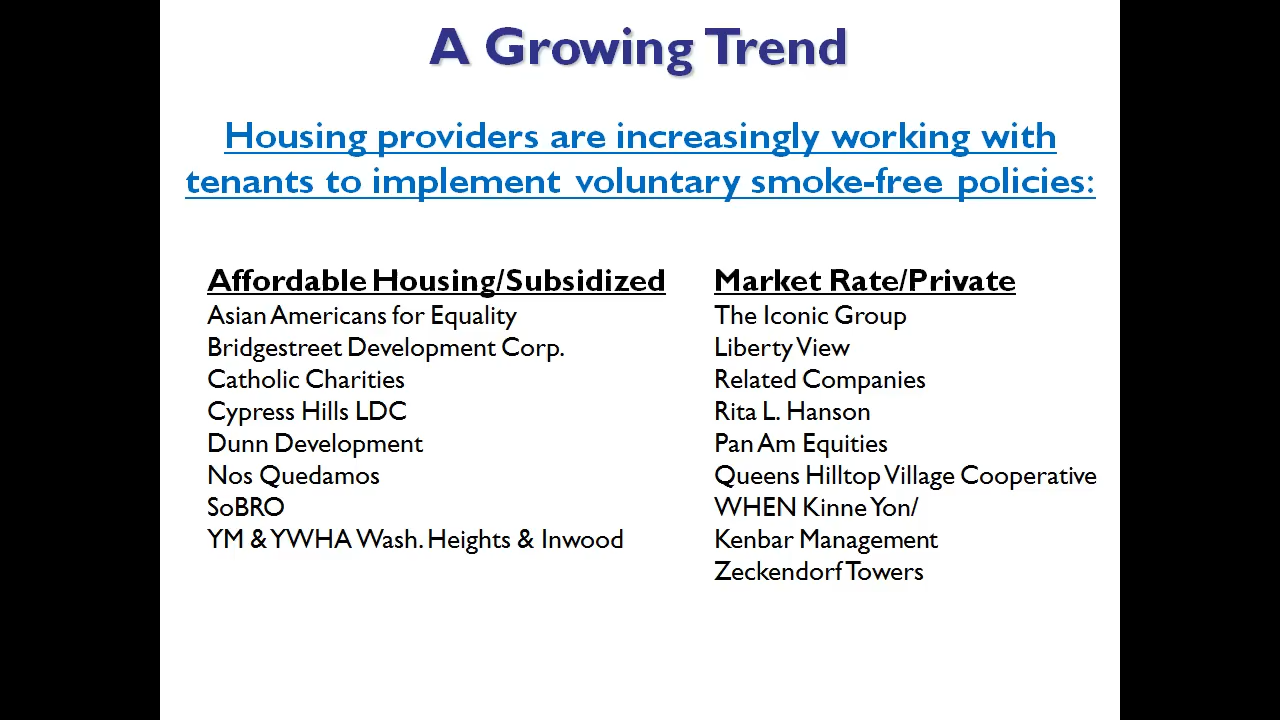 A Growing Trend
Housing providers are increasingly working with
tenants to implement voluntary smoke-free policies:
Affordable Housing/Subsidized
Asian Americans for Equality
Bridgestreet Development Corp.
Catholic Charities
Cypress Hills LDC
Dunn Development
Nos Quedamos
SoBRO
YM & YWHA Wash. Heights & Inwood
Market Rate/Private
The Iconic Group
Liberty View
Related Companies
Rita L. Hanson
Pan Am Equities
Queens Hilltop Village Cooperative
WHEN Kinne Yon/
Kenbar Management
Zeckendorf Towers